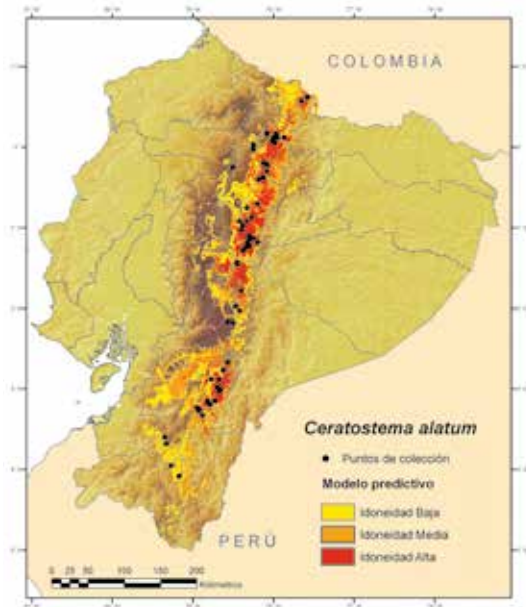 COLOMBIA
Ceratostema alatum
Puntos de colección
Modelo predictivo
Idoneidad Baja
Idoneidad Media
Idoneidad Alta
PERÚ
0 25 50 100 150 200
Kilometros